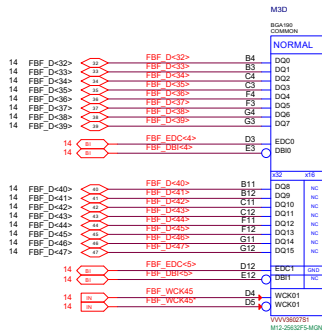 M3D
BGA190
COMMON
NORMAL
14 FBF_D<32> 32 FBF_D<32> B4 DQ0
14 FBF_D<33> 33 FBF_D<33> B3 DQ1
14 FBF_D<34> 34 FBF_D<34> C4 DQ2
14 FBF_D<35> 35 FBF_D<35> C3 DQ3
14 FBF_D<36> 36 FBF_D<36> F4 DQ4
14 FBF_D<37> 37 FBF_D<37> F3 DQ5
14 FBF_D<38> 38 FBF_D<38> G4 DQ6
14 FBF_D<39> 39 FBF_D<39> G3 DQ7
14 BI FBF_EDC<4> D3 EDC0
14 BI FBF_DBI<4> E3 DBI0
x32 x16
14 FBF_D<40> 40 FBF_D<40> B11 DQ8 NC
14 FBF_D<41> 41 FBF_D<41> B12 DQ9 NC
14 FBF_D<42> 42 FBF_D<42> C11 DQ10 NC
14 FBF_D<43> 43 FBF_D<43> C12 DQ11 NC
14 FBF_D<44> 44 FBF_D<44> F11 DQ12 NC
14 FBF_D<45> 45 FBF_D<45> F12 DQ13 NC
14 FBF_D<46> 46 FBF_D<46> G11 DQ14 NC
14 FBF_D<47> 47 FBF_D<47> G12 DQ15 NC
14 BI FBF_EDC<5> D12 EDC1 GND
14 BI FBF_DBI<5> E12 DBI1 NC
14 IN FBF_WCK45 D4 WCK01
14 IN FBF_WCK45* D5 WCK01